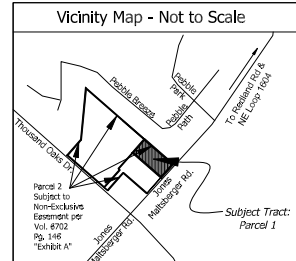 Vicinity Map - Not to Scale
Pebble Breeze
Pebble
Park
Pebble
Path
To Redland Rd &
NE Loop 1604
Thousand Oaks Dr.
Jones
Maltsberger Rd.
Parcel 2
Subject to
Non-Exclusive
Easement per
Vol. 6702
Pg. 146
"Exhibit A"
Jones
Maltsberger Rd.
Subject Tract:
Parcel 1